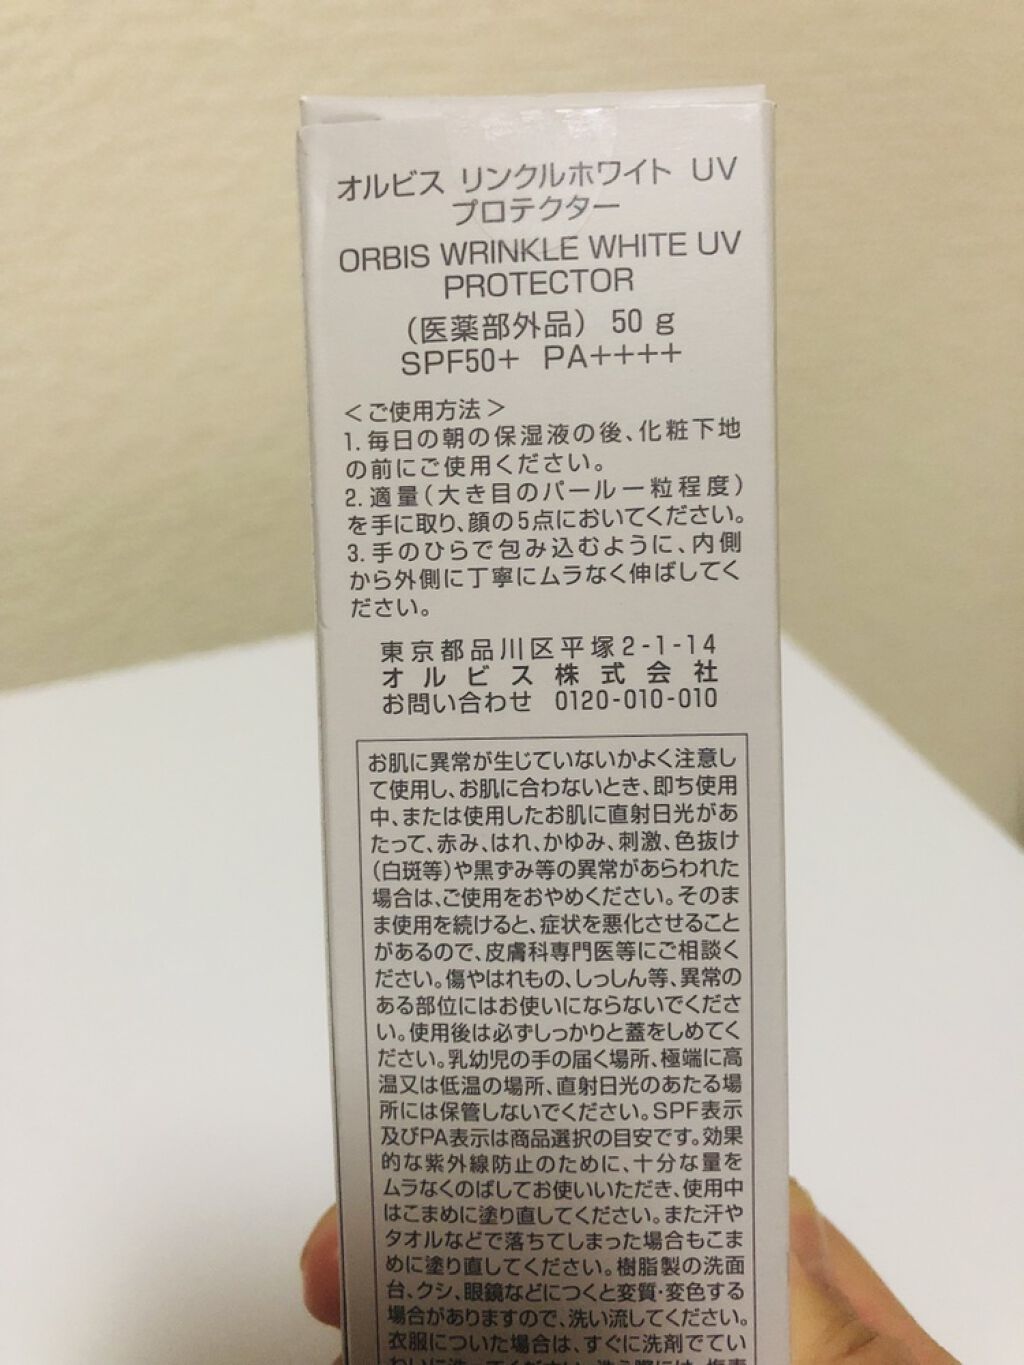 オルビス リンクルホワイト UV
プロテクター
ORBIS WRINKLE WHITE UV
PROTECTOR
（医薬部外品） 50 g
SPF50+ PA++++
＜ご使用方法＞
1. 毎日の朝の保湿液の後、化粧下地
の前にご使用ください。
2. 適量（大き目のパール一粒程度）
を手に取り、顔の5点においてください。
3. 手のひらで包み込むように、内側
から外側に丁寧にムラなく伸ばしてく
ださい。
東京都品川区平塚2-1-14
オルビス株式会社
お問い合わせ 0120-010-010
お肌に異常が生じていないかよく注意し
て使用し、お肌に合わないとき、即ち使用
中、または使用したお肌に直射日光があ
たって、赤み、はれ、かゆみ、刺激、色抜け
（白斑等）や黒ずみ等の異常があらわれた
場合は、ご使用をおやめください。そのま
ま使用を続けると、症状を悪化させること
があるので、皮膚科専門医等にご相談く
ださい。傷やはれもの、しっしん等、異常の
ある部位にはお使いにならないでくださ
い。使用後は必ずしっかりと蓋をしめてく
ださい。乳幼児の手の届く場所、極端に高
温又は低温の場所、直射日光のあたる場
所には保管しないでください。SPF表示
及びPA表示は商品選択の目安です。効果
的な紫外線防止のために、十分な量を
ムラなくのばしてお使いいただき、使用中
はこまめに塗り直してください。また汗や
タオルなどで落ちてしまった場合もこま
めに塗り直してください。樹脂製の洗面
台、クシ、眼鏡などにつくと変質・変色する
場合がありますので、洗い流してください。
衣服についた場合は、すぐに洗剤でてい